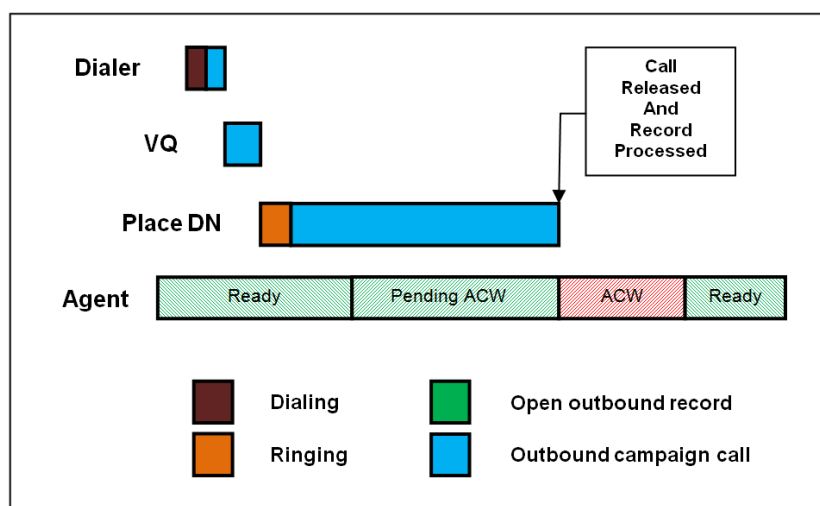 Dialer
Call
Released
And
Record
Processed
VQ
Place DN
Agent
Ready
Pending ACW
ACW
Ready
Dialing
Open outbound record
Ringing
Outbound campaign call